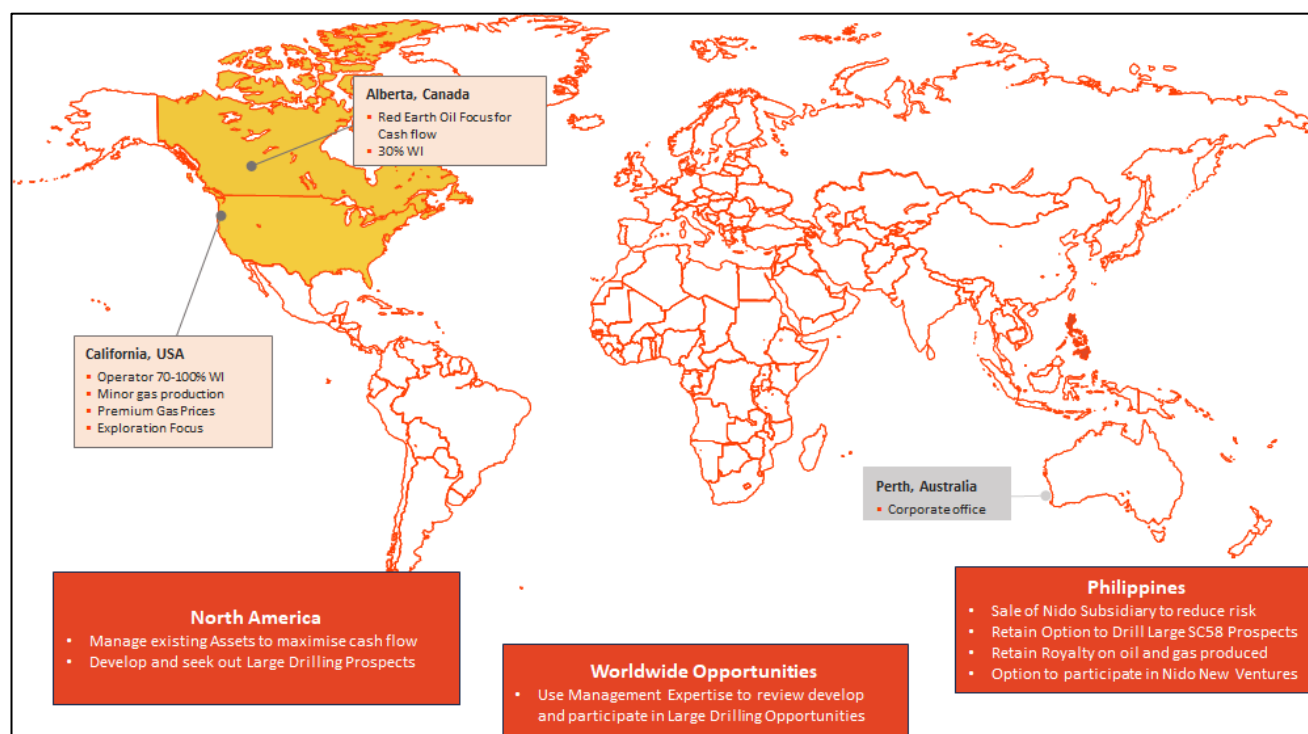 Alberta, Canada
▪ Red Earth Oil Focus for
Cash flow
▪ 30% WI
California, USA
▪ Operator 70-100% WI
▪ Minor gas production
▪ Premium Gas Prices
▪ Exploration Focus
Perth, Australia
▪ Corporate office
North America
• Manage existing Assets to maximise cash flow
• Develop and seek out Large Drilling Prospects
Worldwide Opportunities
• Use Management Expertise to review develop
and participate in Large Drilling Opportunities
Philippines
• Sale of Nido Subsidiary to reduce risk
• Retain Option to Drill Large SC58 Prospects
• Retain Royalty on oil and gas produced
• Option to participate in Nido New Ventures